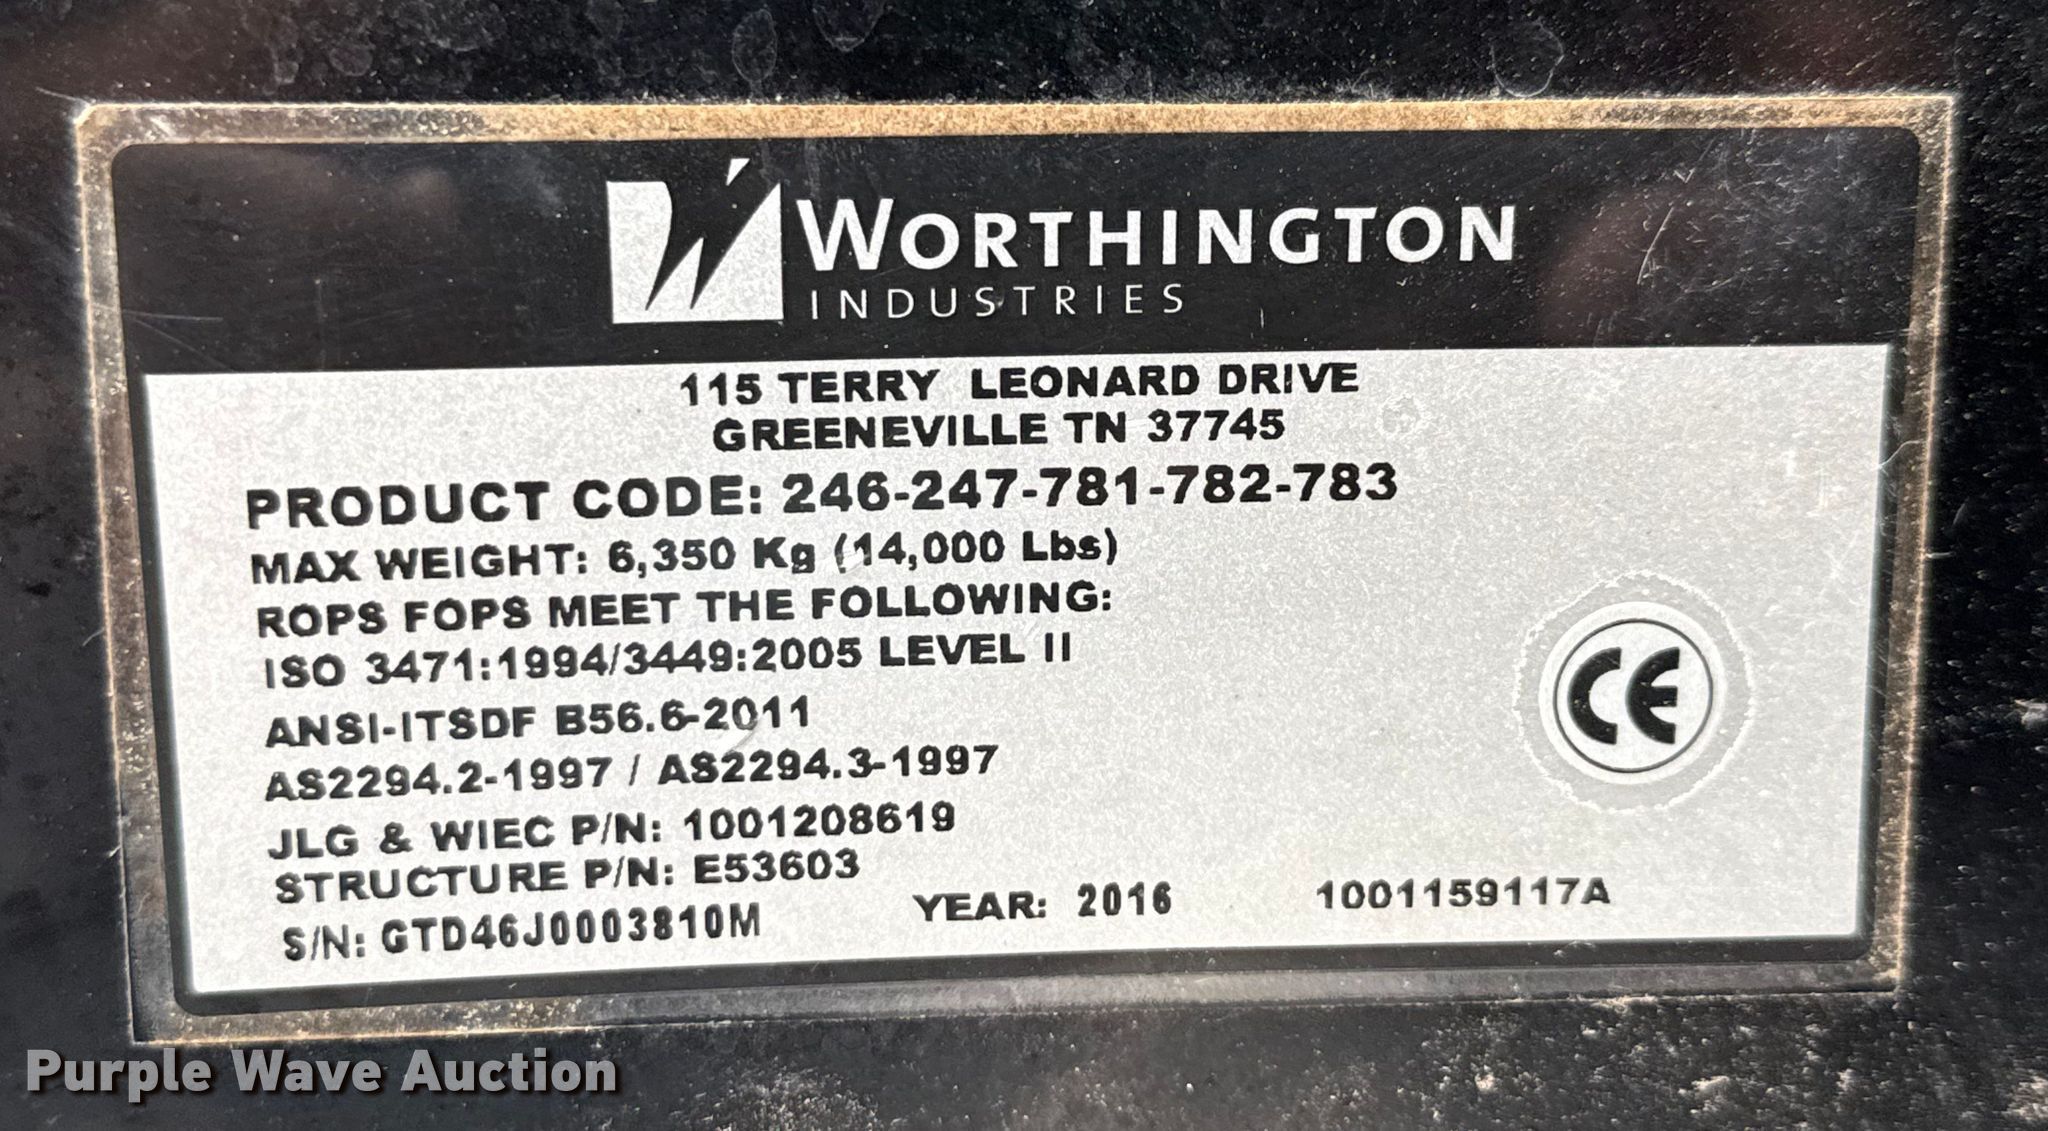 WORTHINGTON
INDUSTRIES
115 TERRY LEONARD DRIVE
GREENEVILLE TN 37745
PRODUCT CODE: 246-247-781-782-783
MAX WEIGHT: 6,350 Kg (14,000 Lbs)
ROPS FOPS MEET THE FOLLOWING:
ISO 3471:1994/3449:2005 LEVEL II
ANSI-ITSDF B56.6-2011
AS2294.2-1997 / AS2294.3-1997
CE
JLG & WIEC P/N: 1001208619
STRUCTURE P/N: E53603
S/N: GTD46J0003810M YEAR: 2016 1001159117A
Purple Wave Auction